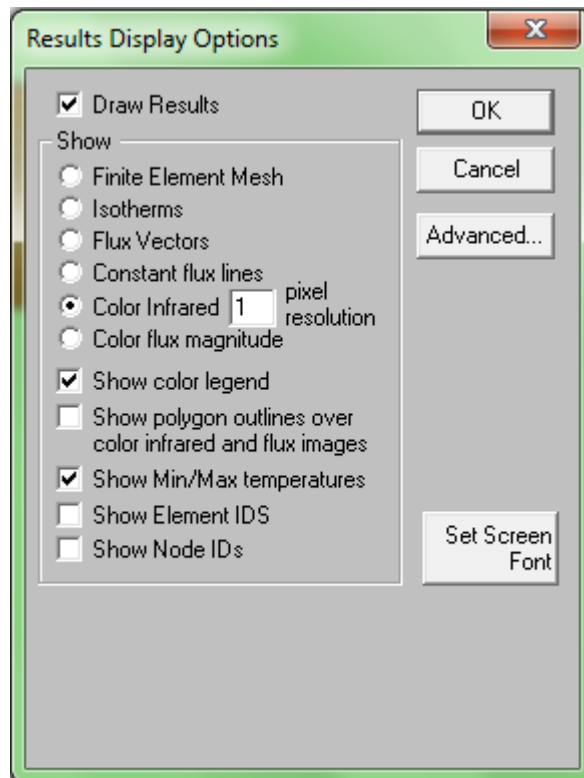 Results Display Options
X
Draw Results
OK
Show
Cancel
Finite Element Mesh
Isotherms
Advanced...
Flux Vectors
Constant flux lines
Color Infrared 1 pixel
resolution
Color flux magnitude
Show color legend
Show polygon outlines over
color infrared and flux images
Show Min/Max temperatures
Show Element IDS
Show Node IDs
Set Screen
Font